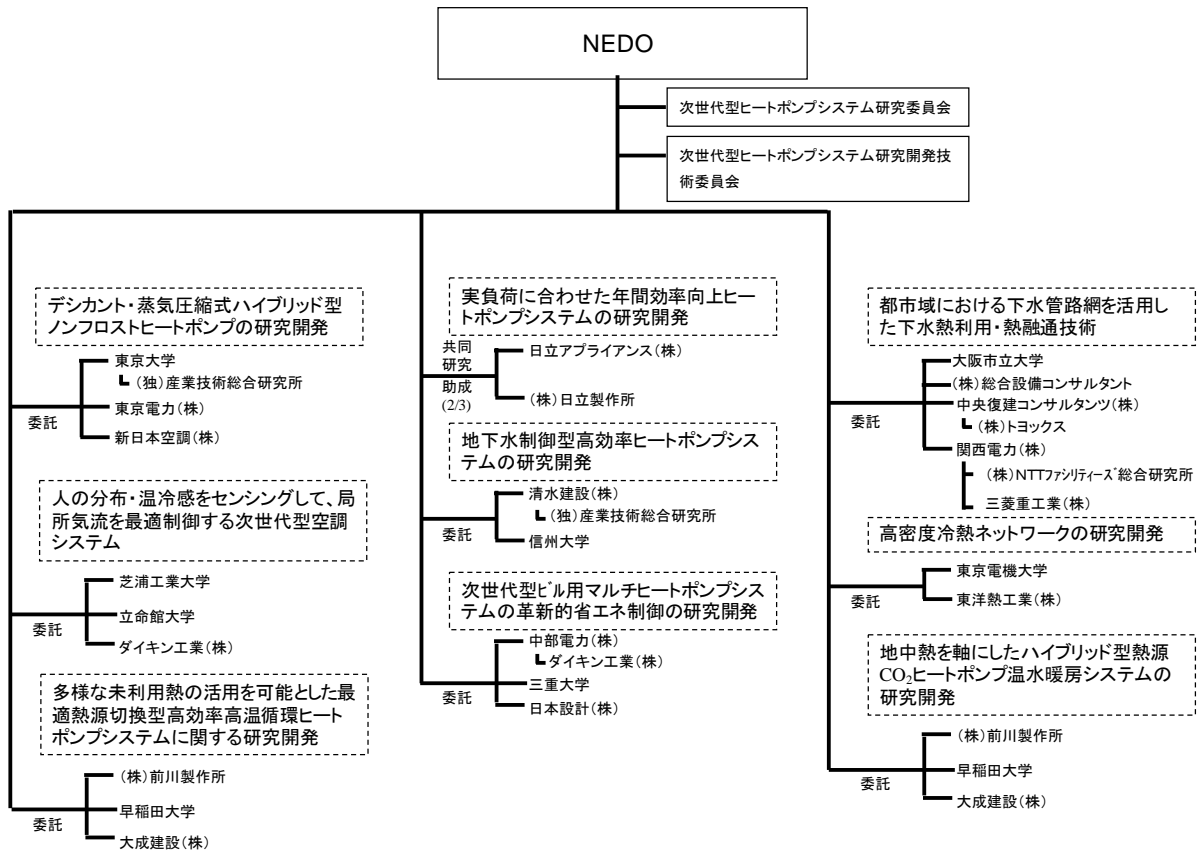 NEDO
次世代型ヒートポンプシステム研究委員会
次世代型ヒートポンプシステム研究開発技
術委員会
デシカント・蒸気圧縮式ハイブリッド型
ノンフロストヒートポンプの研究開発
東京大学
(独)産業技術総合研究所
東京電力(株)
新日本空調(株)
委託
人の分布・温冷感をセンシングして、局
所気流を最適制御する次世代型空調
システム
芝浦工業大学
立命館大学
ダイキン工業(株)
委託
多様な未利用熱の活用を可能とした最
適熱源切換型高効率高温循環ヒート
ポンプシステムに関する研究開発
(株)前川製作所
早稲田大学
大成建設(株)
委託
実負荷に合わせた年間効率向上ヒー
トポンプシステムの研究開発
共同
研究
助成
(2/3)
日立アプライアンス(株)
(株)日立製作所
地下水制御型高効率ヒートポンプシス
テムの研究開発
清水建設(株)
(独)産業技術総合研究所
信州大学
委託
次世代型ビル用マルチヒートポンプシス
テムの革新的省エネ制御の研究開発
中部電力(株)
ダイキン工業(株)
三重大学
日本設計(株)
委託
都市域における下水管路網を活用し
た下水熱利用・熱融通技術
大阪市立大学
(株)総合設備コンサルタント
中央復建コンサルタンツ(株)
(株)トヨックス
関西電力(株)
(株)NTTファシリティーズ総合研究所
三菱重工業(株)
委託
高密度冷熱ネットワークの研究開発
東京電機大学
東洋熱工業(株)
委託
地中熱を軸にしたハイブリッド型熱源
CO₂ヒートポンプ温水暖房システムの
研究開発
(株)前川製作所
早稲田大学
大成建設(株)
委託